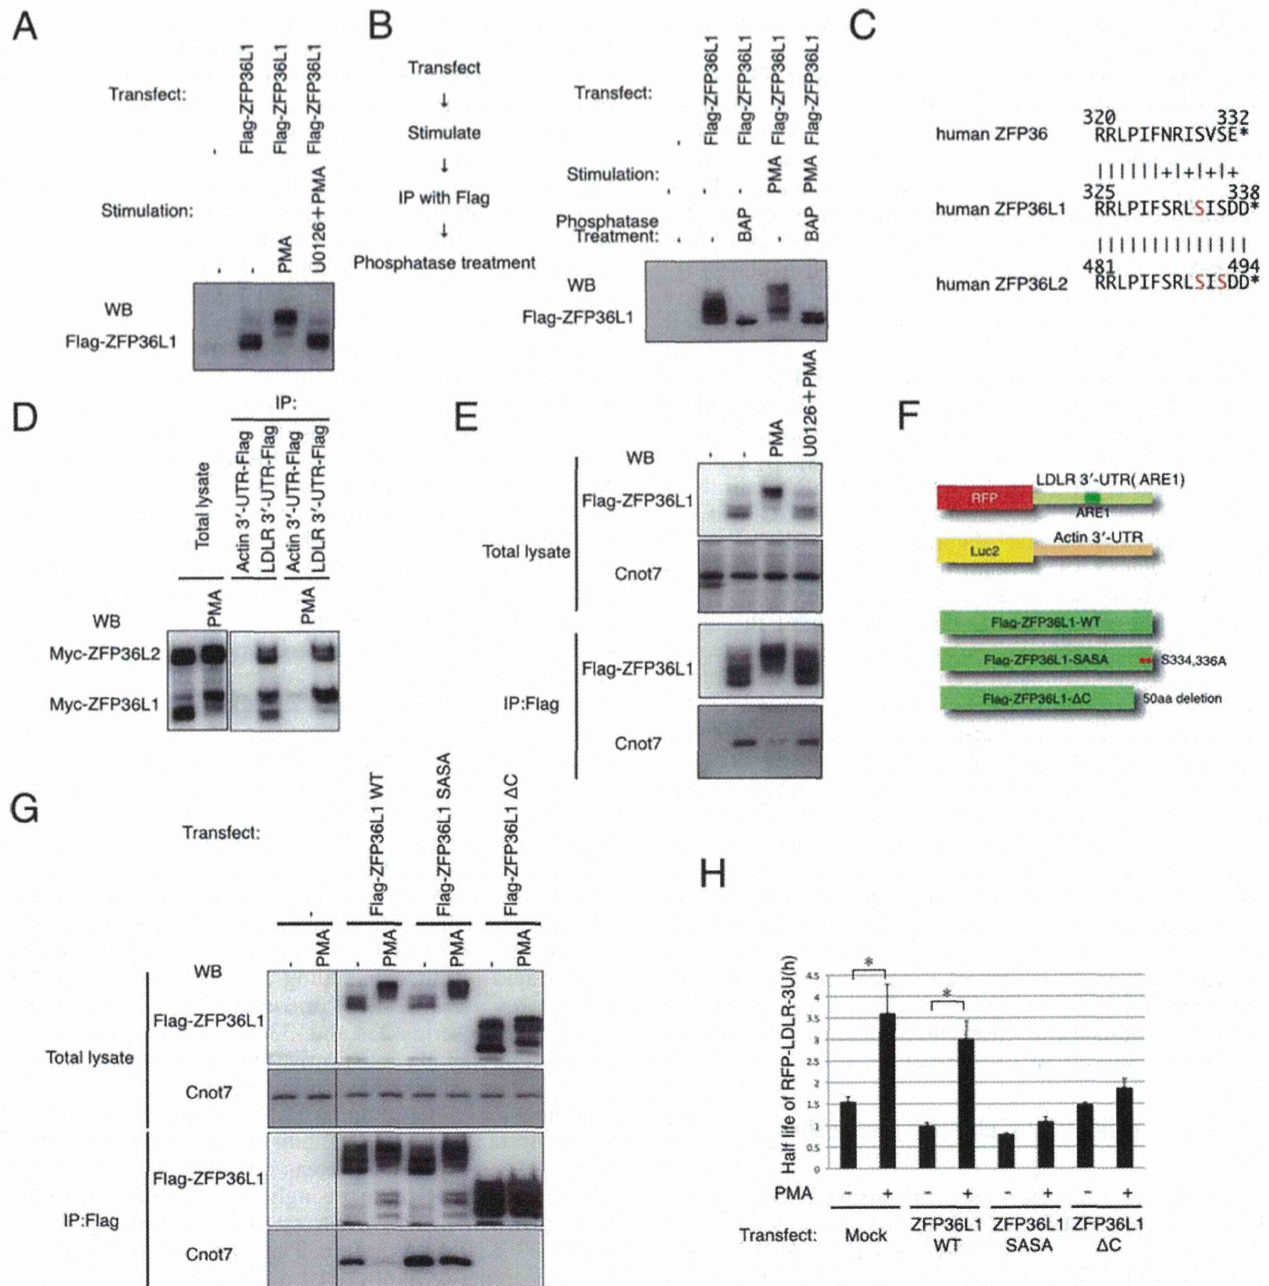 A
Transfect:
-
Flag-ZFP36L1
Flag-ZFP36L1
Flag-ZFP36L1
Stimulation:
-
-
PMA
U0126+PMA
WB
Flag-ZFP36L1
B
Transfect
↓
Stimulate
↓
IP with Flag
↓
Phosphatase treatment
Transfect:
-
Flag-ZFP36L1
Flag-ZFP36L1
Flag-ZFP36L1
Flag-ZFP36L1
Stimulation:
-
-
-
PMA
PMA
Phosphatase
Treatment:
-
-
BAP
-
BAP
WB
Flag-ZFP36L1
C
320 332
human ZFP36 RRLPIFNRISVSE*
||||||+|+|+|+
325 338
human ZFP36L1 RRLPIFSRLSISDD*
||||||||||||||
481 494
human ZFP36L2 RRLPIFSRLSISDD*
D
IP:
Total lysate
Actin 3'-UTR-Flag
LDLR 3'-UTR-Flag
Actin 3'-UTR-Flag
LDLR 3'-UTR-Flag
PMA
PMA
WB
Myc-ZFP36L2
Myc-ZFP36L1
E
-
-
PMA
U0126+PMA
WB
Flag-ZFP36L1
Total lysate
Cnot7
Flag-ZFP36L1
IP:Flag
Cnot7
F
LDLR 3'-UTR( ARE1)
RFP
ARE1
Actin 3'-UTR
Luc2
Flag-ZFP36L1-WT
Flag-ZFP36L1-SASA ** S334,336A
Flag-ZFP36L1-ΔC 50aa deletion
G
Transfect:
-
Flag-ZFP36L1 WT
Flag-ZFP36L1 SASA
Flag-ZFP36L1 ΔC
- PMA - PMA - PMA - PMA
WB
Flag-ZFP36L1
Total lysate
Cnot7
Flag-ZFP36L1
IP:Flag
Cnot7
H
Half life of RFP-LDLR-3U(h)
4.5
4
3.5
3
2.5
2
1.5
1
0.5
0
*
*
PMA - + - + - + - +
Transfect: Mock ZFP36L1 ZFP36L1 ZFP36L1
WT SASA ΔC